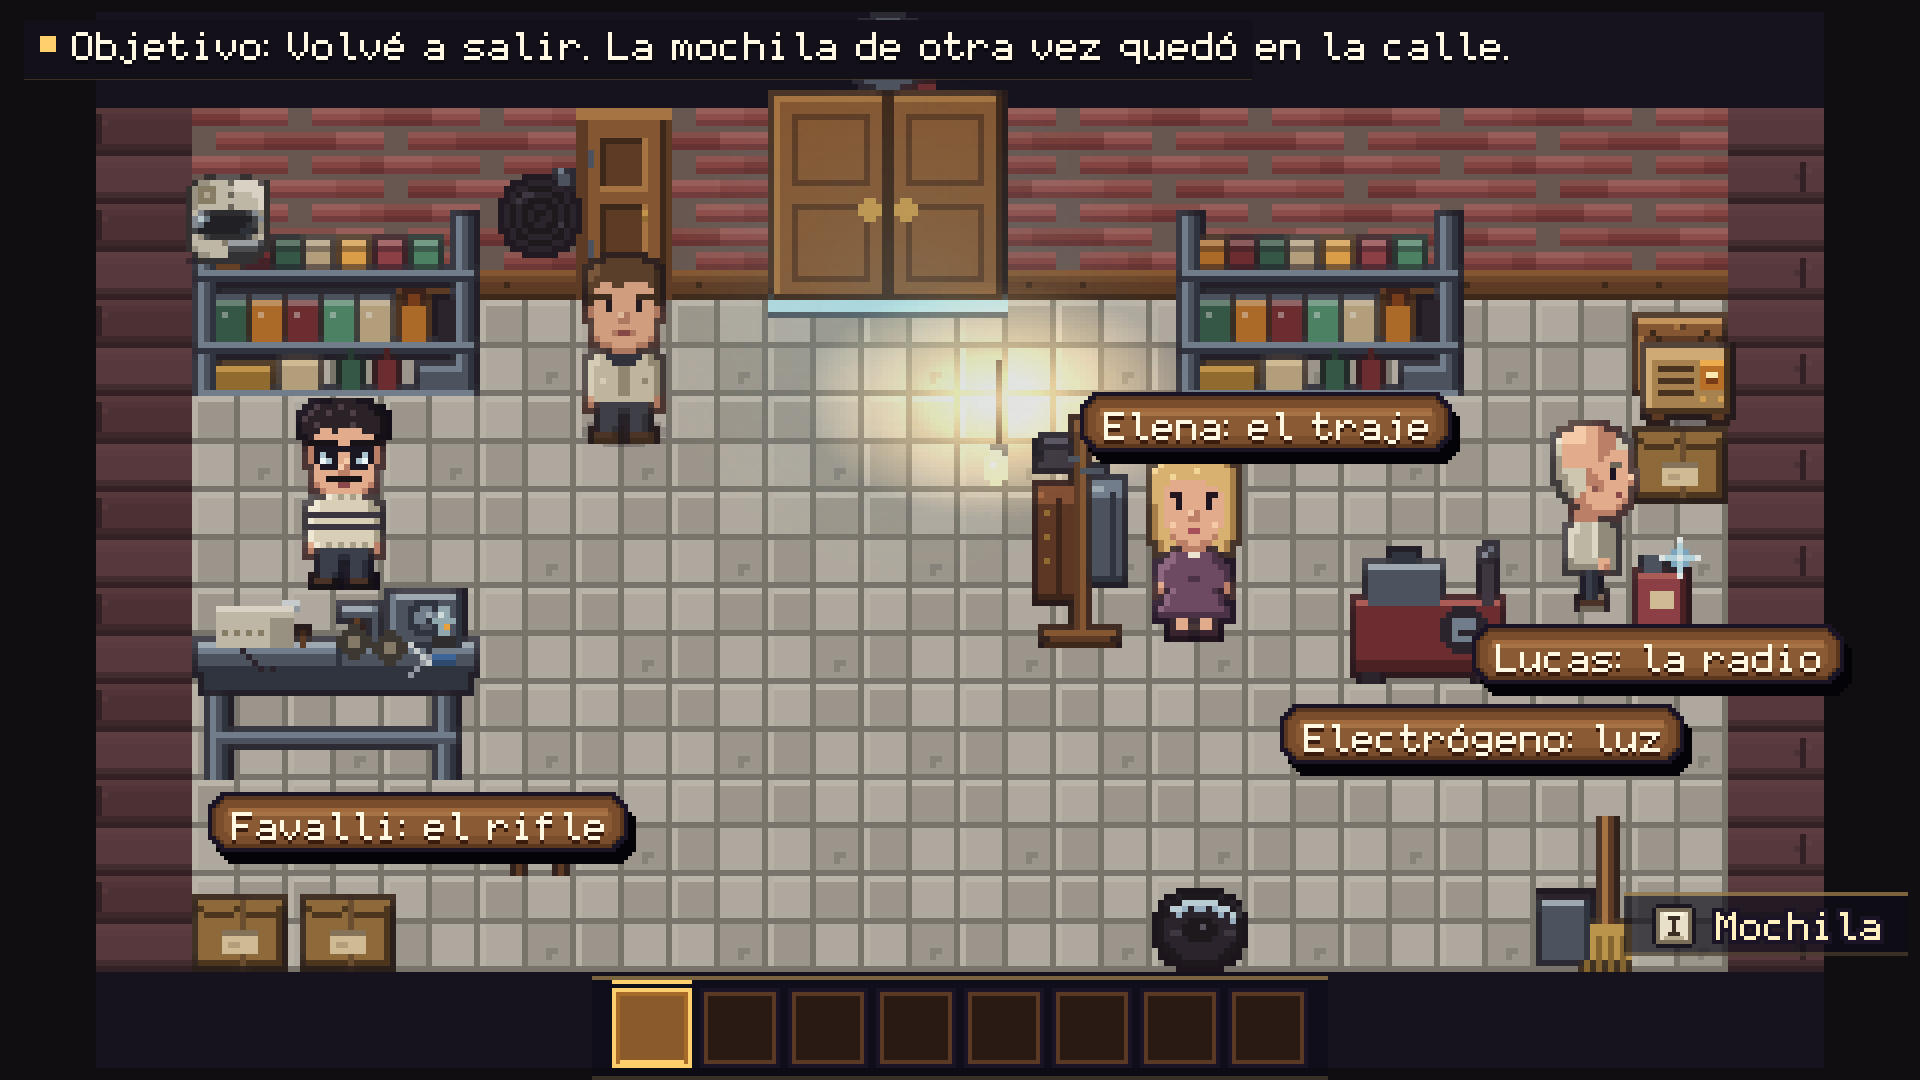 Objetivo: Volvé a salir. La mochila de otra vez quedó en la calle.
Elena: el traje
Lucas: la radio
Electrógeno: luz
Favalli: el rifle
I Mochila